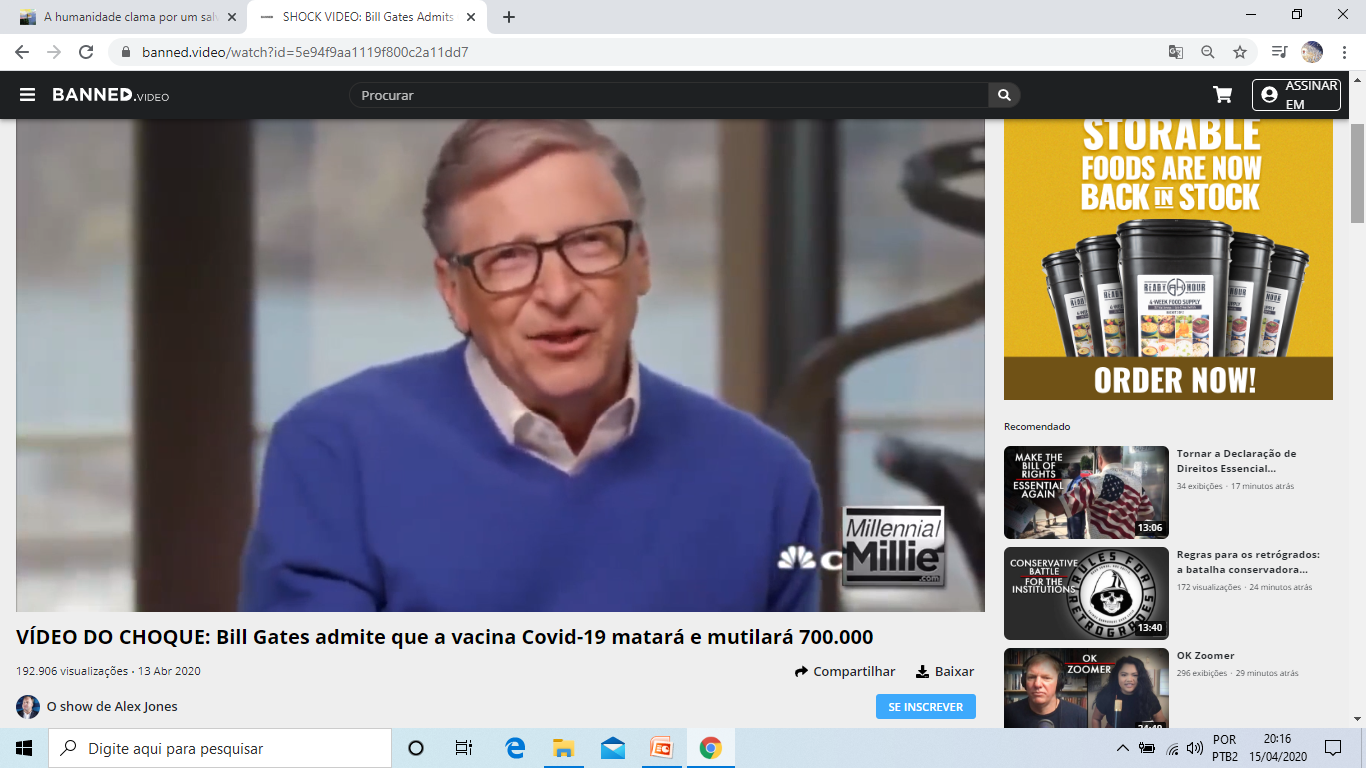 A humanidade clama por um sal
SHOCK VIDEO: Bill Gates Admits
banned.video/watch?id=5e94f9aa1119f800c2a11dd7
BANNED.VIDEO
Procurar
ASSINAR
EM
STORABLE
FOODS ARE NOW
BACK IN STOCK
READY HOUR
4-WEEK FOOD SUPPLY
ORDER NOW!
Millennial
Millie
.com
VÍDEO DO CHOQUE: Bill Gates admite que a vacina Covid-19 matará e mutilará 700.000
192.906 visualizações · 13 Abr 2020
Compartilhar
Baixar
O show de Alex Jones
SE INSCREVER
Recomendado
MAKE THE
BILL OF
RIGHTS
ESSENTIAL
AGAIN
13:06
Tornar a Declaração de
Direitos Essencial...
34 exibições · 17 minutos atrás
CONSERVATIVE
BATTLE
FOR THE
INSTITUTIONS
RULES FOR
RETROGRADES
13:40
Regras para os retrógrados:
a batalha conservadora...
172 visualizações · 24 minutos atrás
OK
ZOOMER
OK Zoomer
296 exibições · 29 minutos atrás
Digite aqui para pesquisar
POR
PTB2
20:16
15/04/2020